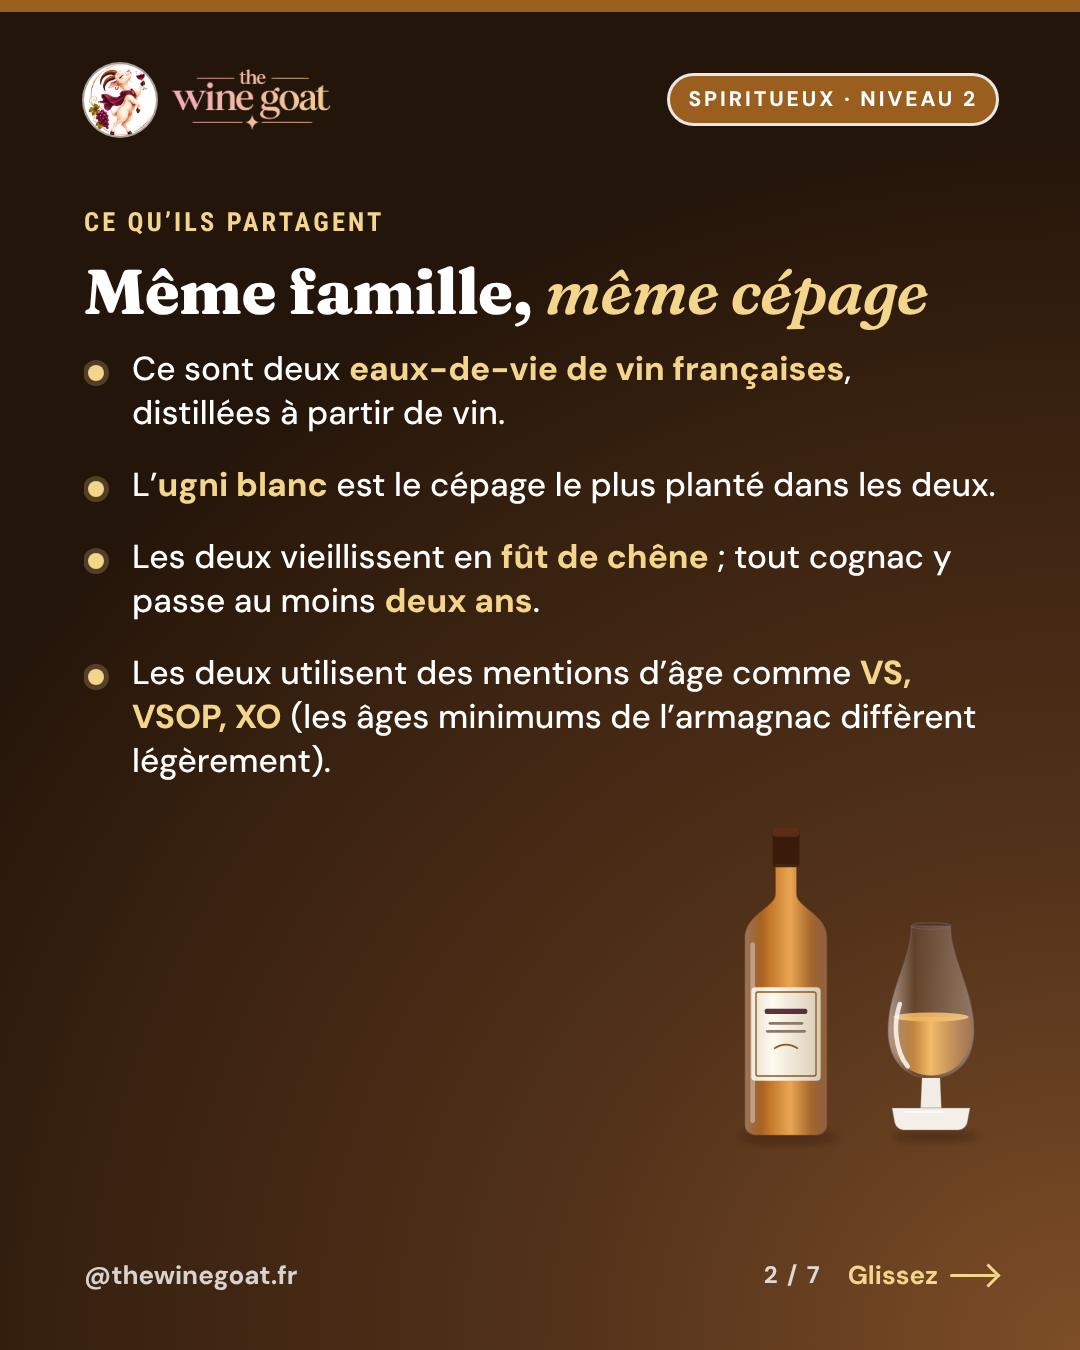 the
wine goat
SPIRITUEUX · NIVEAU 2
CE QU’ILS PARTAGENT
Même famille, même cépage
Ce sont deux eaux-de-vie de vin françaises,
distillées à partir de vin.
L’ugni blanc est le cépage le plus planté dans les deux.
Les deux vieillissent en fût de chêne ; tout cognac y
passe au moins deux ans.
Les deux utilisent des mentions d’âge comme VS,
VSOP, XO (les âges minimums de l’armagnac diffèrent
légèrement).
@thewinegoat.fr
2 / 7 Glissez